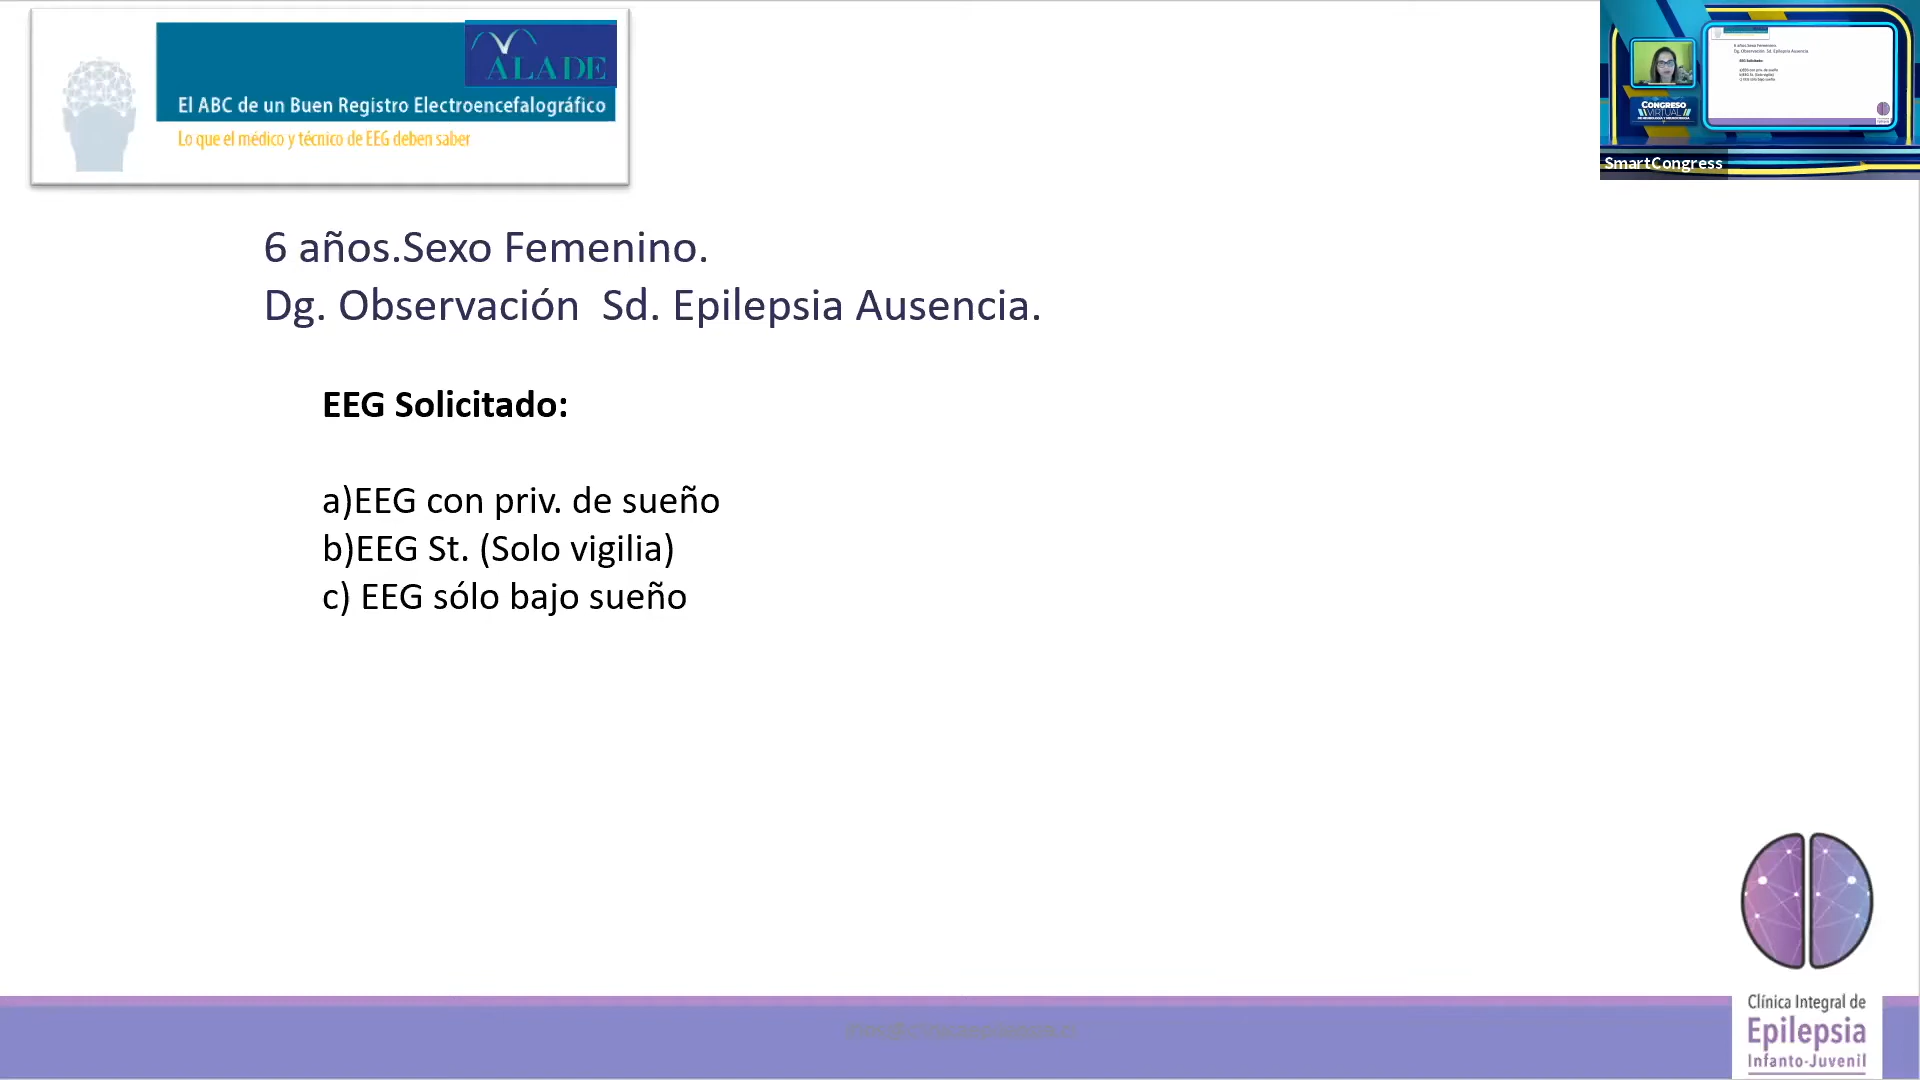 ALADE
El ABC de un Buen Registro Electroencefalográfico
Lo que el médico y técnico de EEG deben saber
CONGRESO
VIRTUAL
SmartCongress
6 años.Sexo Femenino.
Dg. Observación  Sd. Epilepsia Ausencia.
EEG Solicitado:
a)EEG con priv. de sueño
b)EEG St. (Solo vigilia)
c) EEG sólo bajo sueño
Clínica Integral de
Epilepsia
Infanto-Juvenil